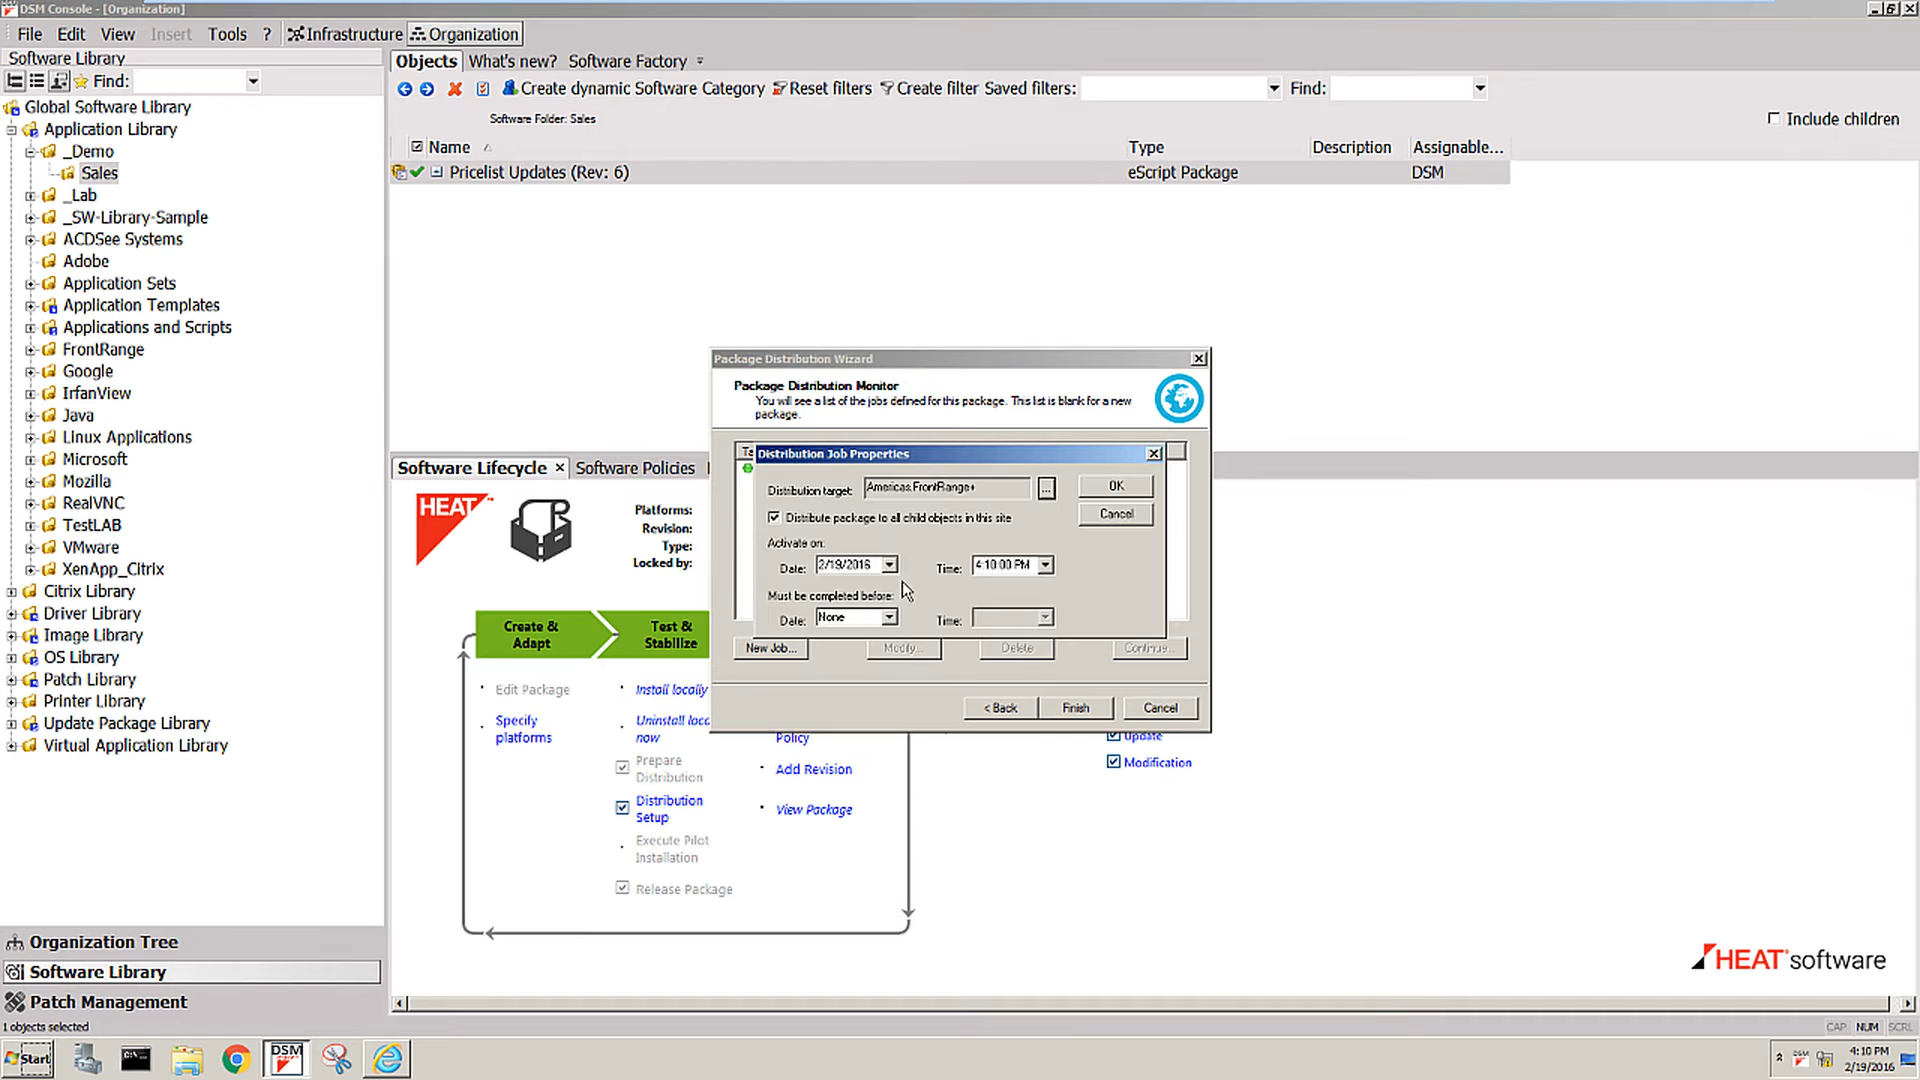 DSM Console - [Organization]
File Edit View Insert Tools ? Infrastructure Organization
Software Library
Find:
Global Software Library
Application Library
_Demo
Sales
_Lab
_SW-Library-Sample
ACDSee Systems
Adobe
Application Sets
Application Templates
Applications and Scripts
FrontRange
Google
IrfanView
Java
Linux Applications
Microsoft
Mozilla
RealVNC
TestLAB
VMware
XenApp_Citrix
Citrix Library
Driver Library
Image Library
OS Library
Patch Library
Printer Library
Update Package Library
Virtual Application Library
Organization Tree
Software Library
Patch Management
1 objects selected
Objects What's new? Software Factory
Create dynamic Software Category Reset filters Create filter Saved filters: Find:
Software Folder: Sales
Include children
Name Type Description Assignable...
Pricelist Updates (Rev: 6) eScript Package DSM
Software Lifecycle Software Policies
HEAT
Platforms:
Revision:
Type:
Locked by:
Create & Adapt
Test & Stabilize
Edit Package
Specify platforms
Install locally
Uninstall loc
now
Prepare Distribution
Distribution Setup
Execute Pilot Installation
Release Package
Policy
Add Revision
View Package
Update
Modification
Package Distribution Wizard
Package Distribution Monitor
You will see a list of the jobs defined for this package. This list is blank for a new
package.
Ta
Distribution Job Properties
Distribution target: Americas.FrontRange+ ... OK
Distribute package to all child objects in this site Cancel
Activate on:
Date: 2/19/2016 Time: 4:10:00 PM
Must be completed before:
Date: None Time:
New Job... Modify... Delete Continue...
< Back Finish Cancel
HEAT software
CAP NUM SCRL
Start DSM DSM 4:10 PM
2/19/2016